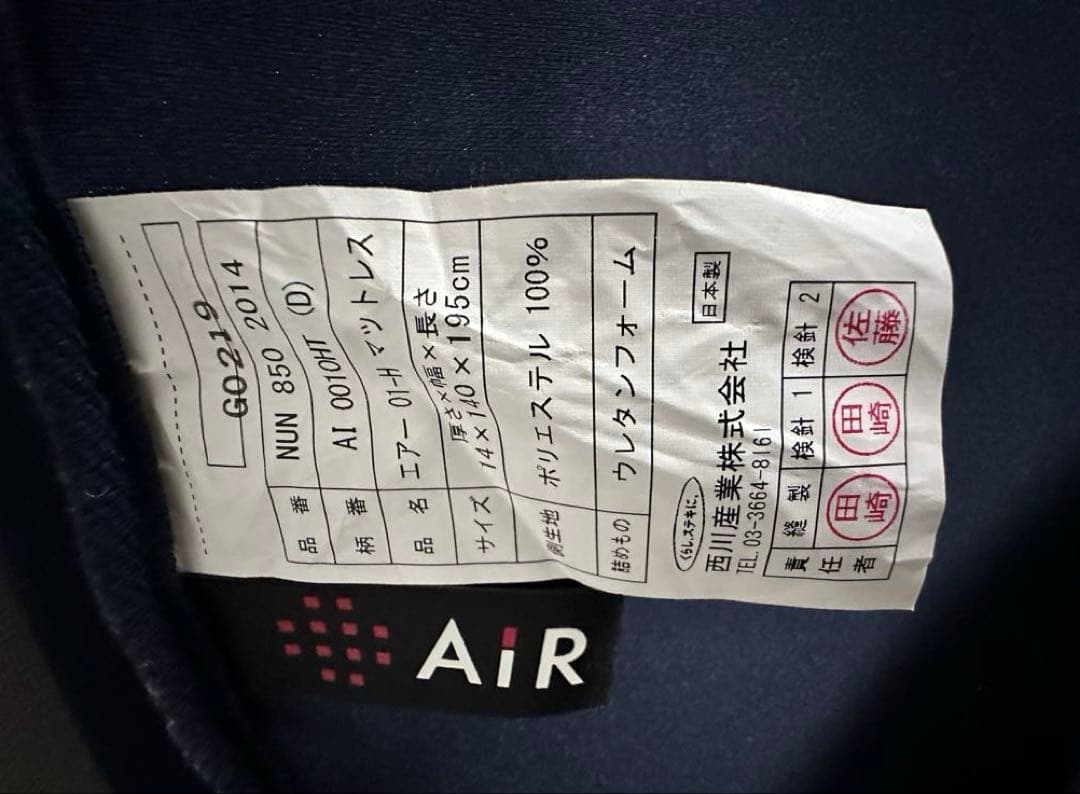 G0219
品番 NUN 850 2014
柄番 AI 0010HT (D)
品名 エアー 01-H マットレス
サイズ 厚さ×幅×長さ
14×140×195cm
側生地 ポリエステル 100%
詰めもの ウレタンフォーム
くらし、ステキに。
日本製
西川産業株式会社
TEL.03-3664-8161
責任者 縫製 検針1 検針2
田崎 田崎 佐藤
AiR